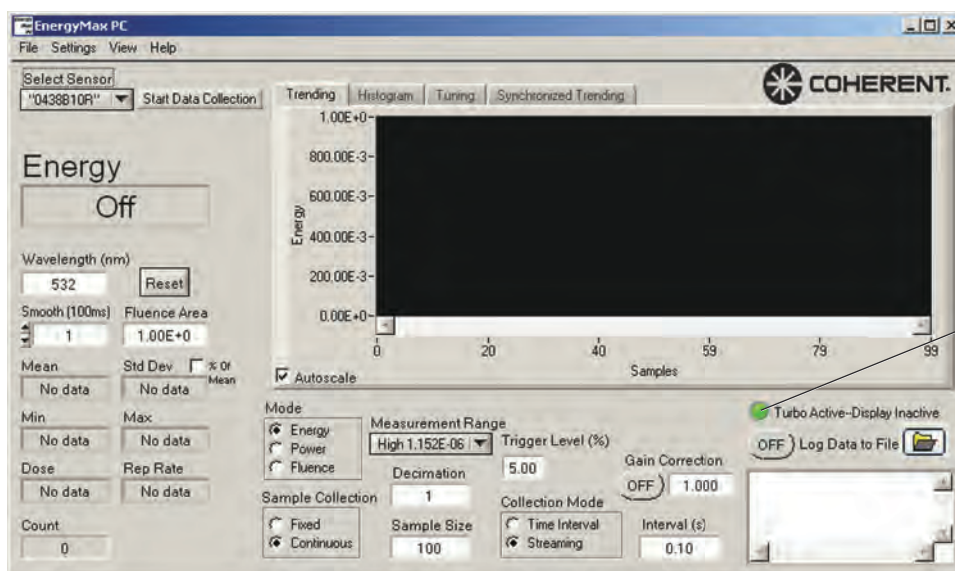 EnergyMax PC
File Settings View Help
Select Sensor
"0438B10R" Start Data Collection
Trending Histogram Tuning Synchronized Trending
COHERENT.
Energy
Off
Wavelength (nm)
532 Reset
Smooth (100ms) Fluence Area
1 1.00E+0
Mean Std Dev % Of Mean
No data No data
Min Max
No data No data
Dose Rep Rate
No data No data
Count
0
Energy
1.00E+0
800.00E-3
600.00E-3
400.00E-3
200.00E-3
0.00E+0
0 20 40 59 79 99
Samples
Autoscale
Mode
Energy
Power
Fluence
Sample Collection
Fixed
Continuous
Measurement Range
High 1.152E-06
Decimation
1
Sample Size
100
Trigger Level (%)
5.00
Collection Mode
Time Interval
Streaming
Gain Correction
OFF 1.000
Interval (s)
0.10
Turbo Active--Display Inactive
OFF Log Data to File